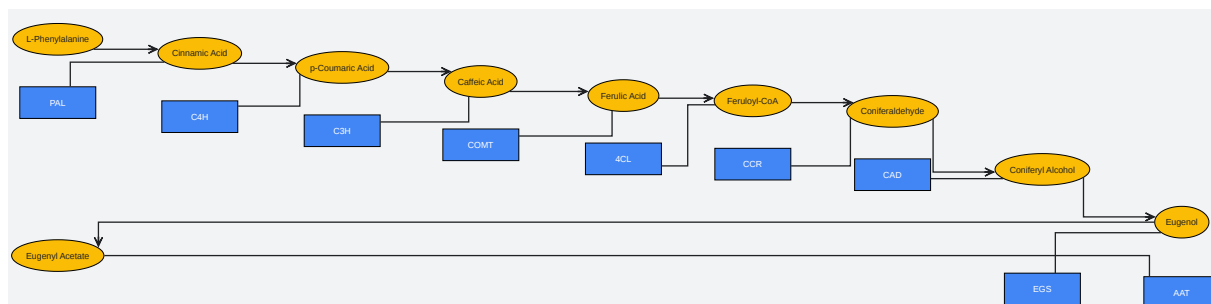 L-Phenylalanine
Cinnamic Acid
p-Coumaric Acid
Caffeic Acid
Ferulic Acid
Feruloyl-CoA
Coniferaldehyde
Coniferyl Alcohol
Eugenol
Eugenyl Acetate
PAL
C4H
C3H
COMT
4CL
CCR
CAD
EGS
AAT